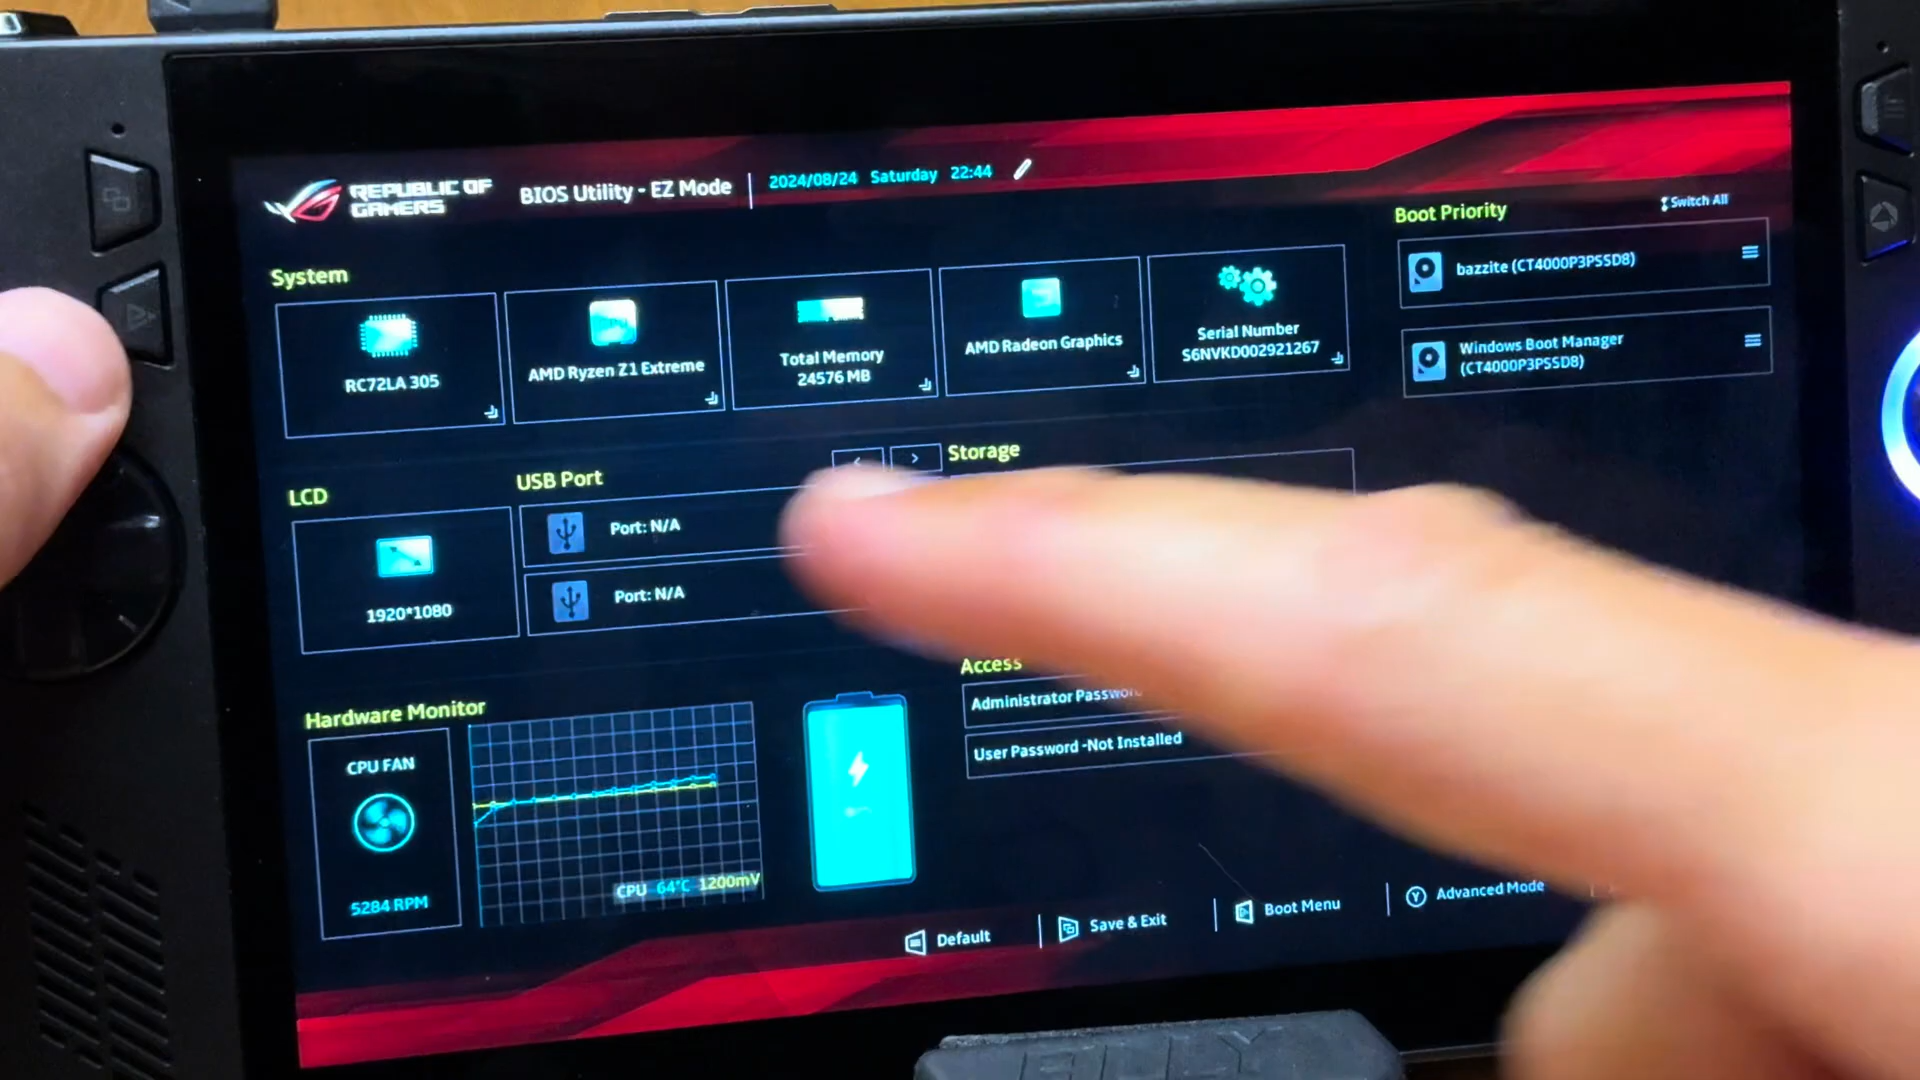 REPUBLIC OF
GAMERS
BIOS Utility - EZ Mode
2024/08/24 Saturday 22:44
Boot Priority
Switch All
bazzite (CT4000P3PSSD8)
Windows Boot Manager
(CT4000P3PSSD8)
System
RC72LA 305
AMD Ryzen Z1 Extreme
Total Memory
24576 MB
AMD Radeon Graphics
Serial Number
S6NVKD002921267
LCD
1920*1080
USB Port
< >
Port: N/A
Port: N/A
Storage
Access
Administrator Password
User Password -Not Installed
Hardware Monitor
CPU FAN
5284 RPM
CPU 64°C 1200mV
Default
Save & Exit
Boot Menu
Y Advanced Mode
ALLY